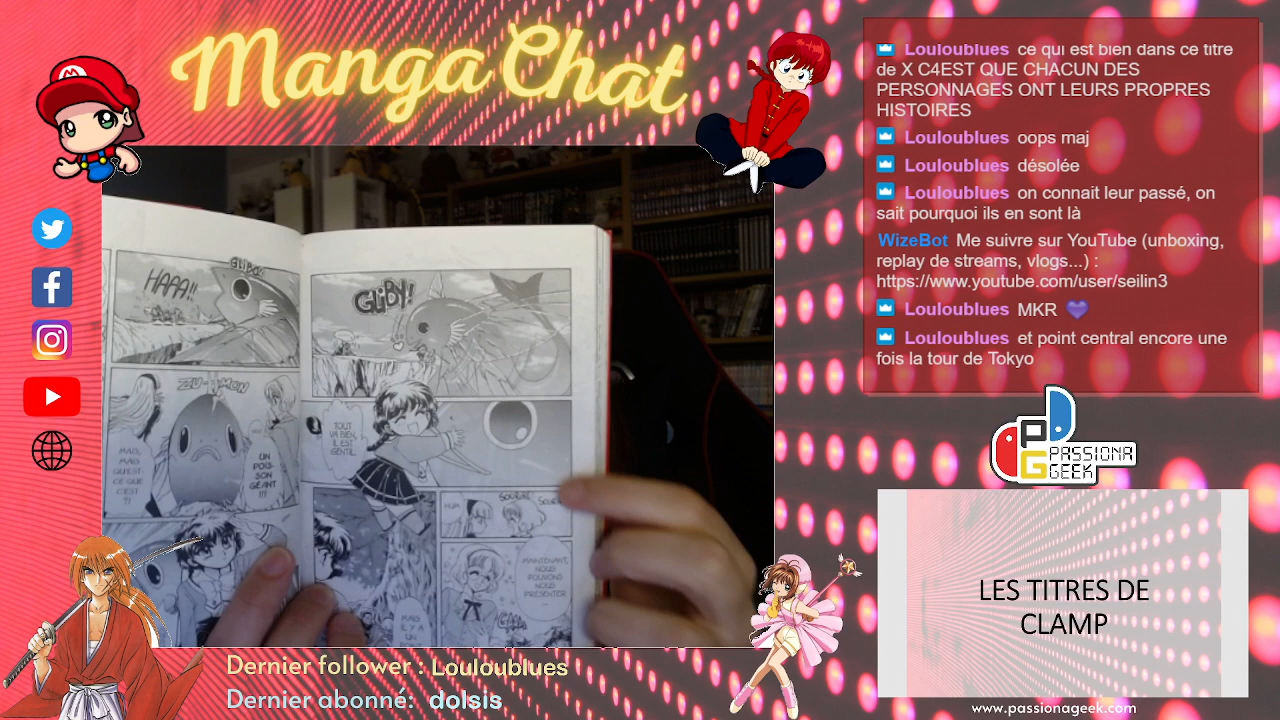 Manga Chat
Louloublues ce qui est bien dans ce titre
de X C4EST QUE CHACUN DES
PERSONNAGES ONT LEURS PROPRES
HISTOIRES
Louloublues oops maj
Louloublues désolée
Louloublues on connait leur passé, on
sait pourquoi ils en sont là
WizeBot Me suivre sur YouTube (unboxing,
replay de streams, vlogs...) :
https://www.youtube.com/user/seilin3
Louloublues MKR
Louloublues et point central encore une
fois la tour de Tokyo
HAAA!!
GLIBY!
TOUT
VA BIEN,
IL EST
GENTIL.
MAIS,
MAIS
QU'EST-
CE QUE
C'EST
?!
UN
POIS-
SON
GÉANT
!!!
MAINTENANT,
NOUS
POUVONS
NOUS
PRÉSENTER
MAIS
IL Y A
UN
PASSIONA
GEEK
LES TITRES DE
CLAMP
Dernier follower : Louloublues
Dernier abonné: dolsis
www.passionageek.com